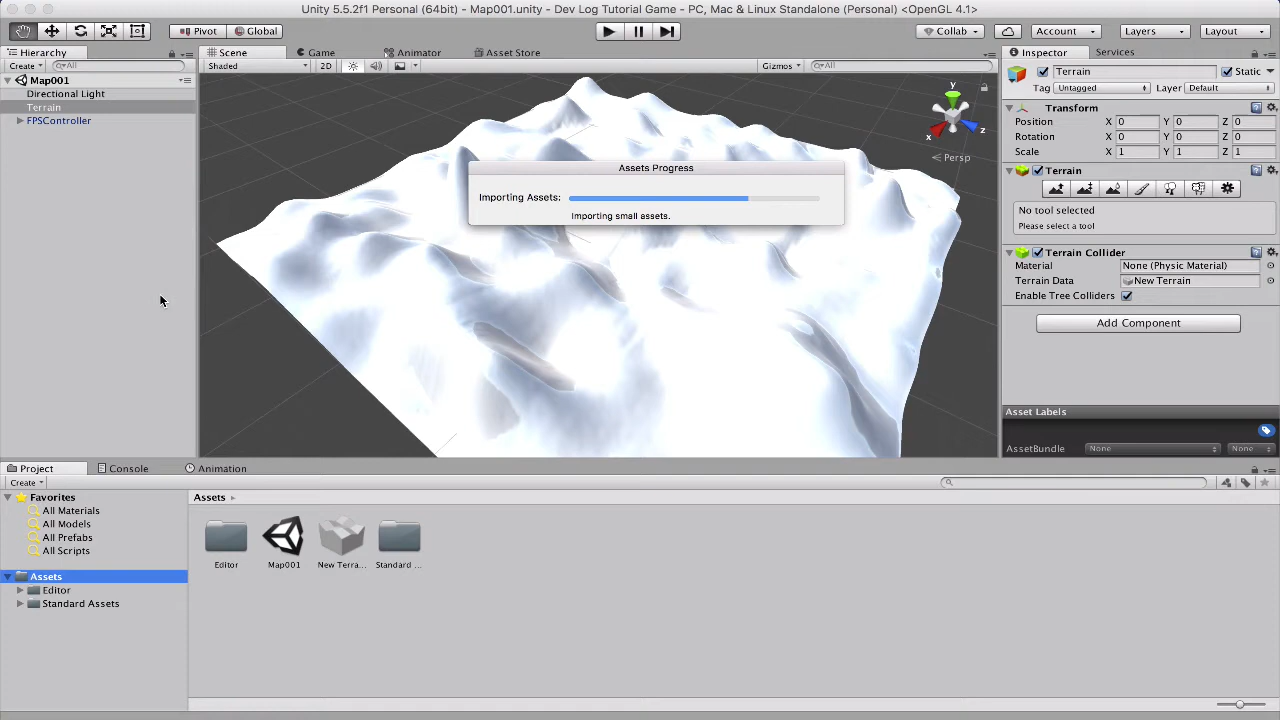 Unity 5.5.2f1 Personal (64bit) - Map001.unity - Dev Log Tutorial Game - PC, Mac & Linux Standalone (Personal) <OpenGL 4.1>
Pivot Global Collab Account Layers Layout
Hierarchy
Create All
Map001
Directional Light
Terrain
FPSController
Scene Game Animator Asset Store
Shaded 2D Gizmos All
y
x
z
Persp
Assets Progress
Importing Assets:
Importing small assets.
Inspector Services
Terrain Static
Tag Untagged Layer Default
Transform
Position X 0 Y 0 Z 0
Rotation X 0 Y 0 Z 0
Scale X 1 Y 1 Z 1
Terrain
No tool selected
Please select a tool
Terrain Collider
Material None (Physic Material)
Terrain Data New Terrain
Enable Tree Colliders
Add Component
Asset Labels
AssetBundle None None
Project Console Animation
Create
Favorites
All Materials
All Models
All Prefabs
All Scripts
Assets
Editor
Standard Assets
Assets
Editor Map001 New Terra... Standard ...